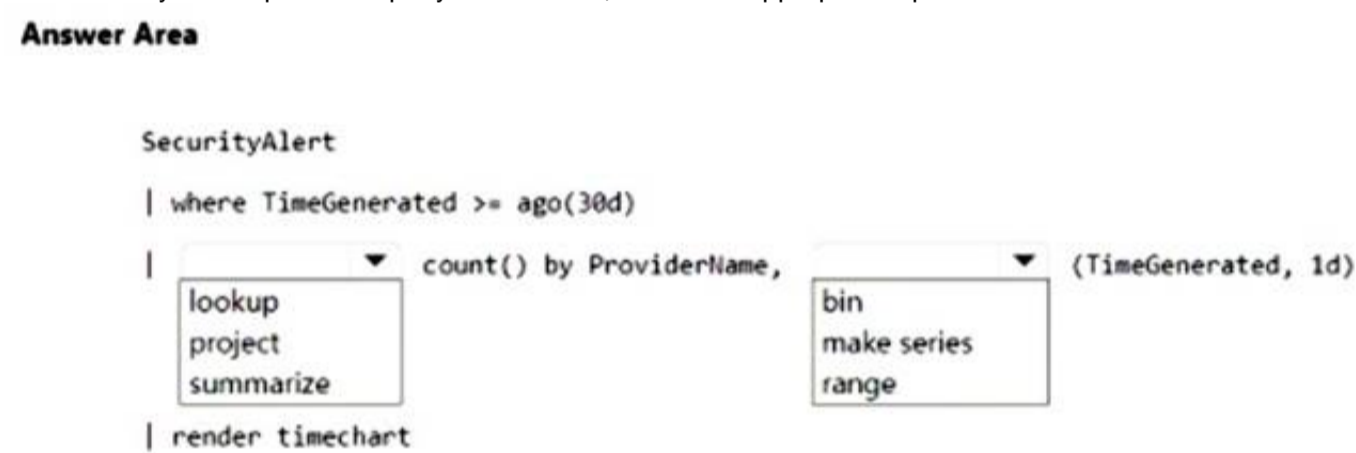 Answer Area
SecurityAlert
| where TimeGenerated >= ago(30d)
| count() by ProviderName, (TimeGenerated, 1d)
lookup
project
summarize
bin
make series
range
| render timechart